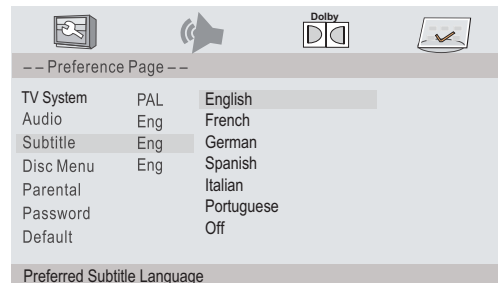 Dolby
– – Preference Page – –
TV System PAL English
Audio Eng French
Subtitle Eng German
Disc Menu Eng Spanish
Parental Italian
Password Portuguese
Default Off
Preferred Subtitle Language